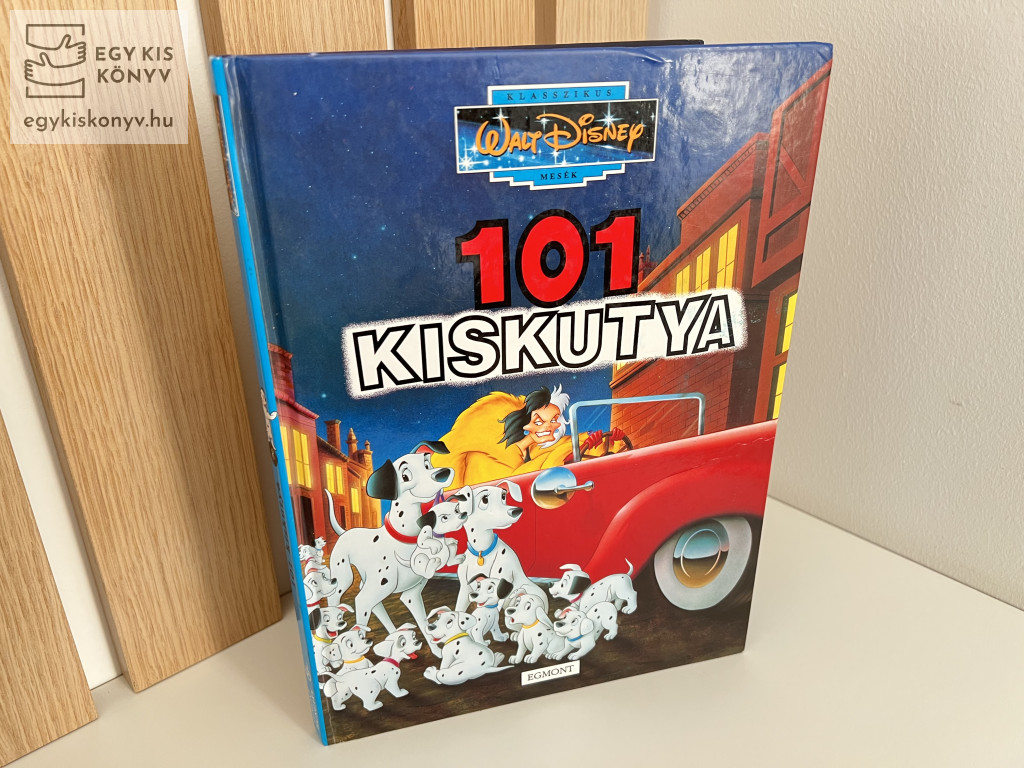 EGY KIS
KÖNYV
egykiskonyv.hu
KLASSZIKUS
WALT DISNEY
MESÉK
101
KISKUTYA
EGMONT